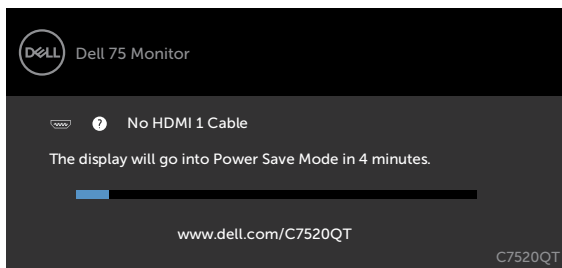 DELL Dell 75 Monitor
? No HDMI 1 Cable
The display will go into Power Save Mode in 4 minutes.
www.dell.com/C7520QT
C7520QT